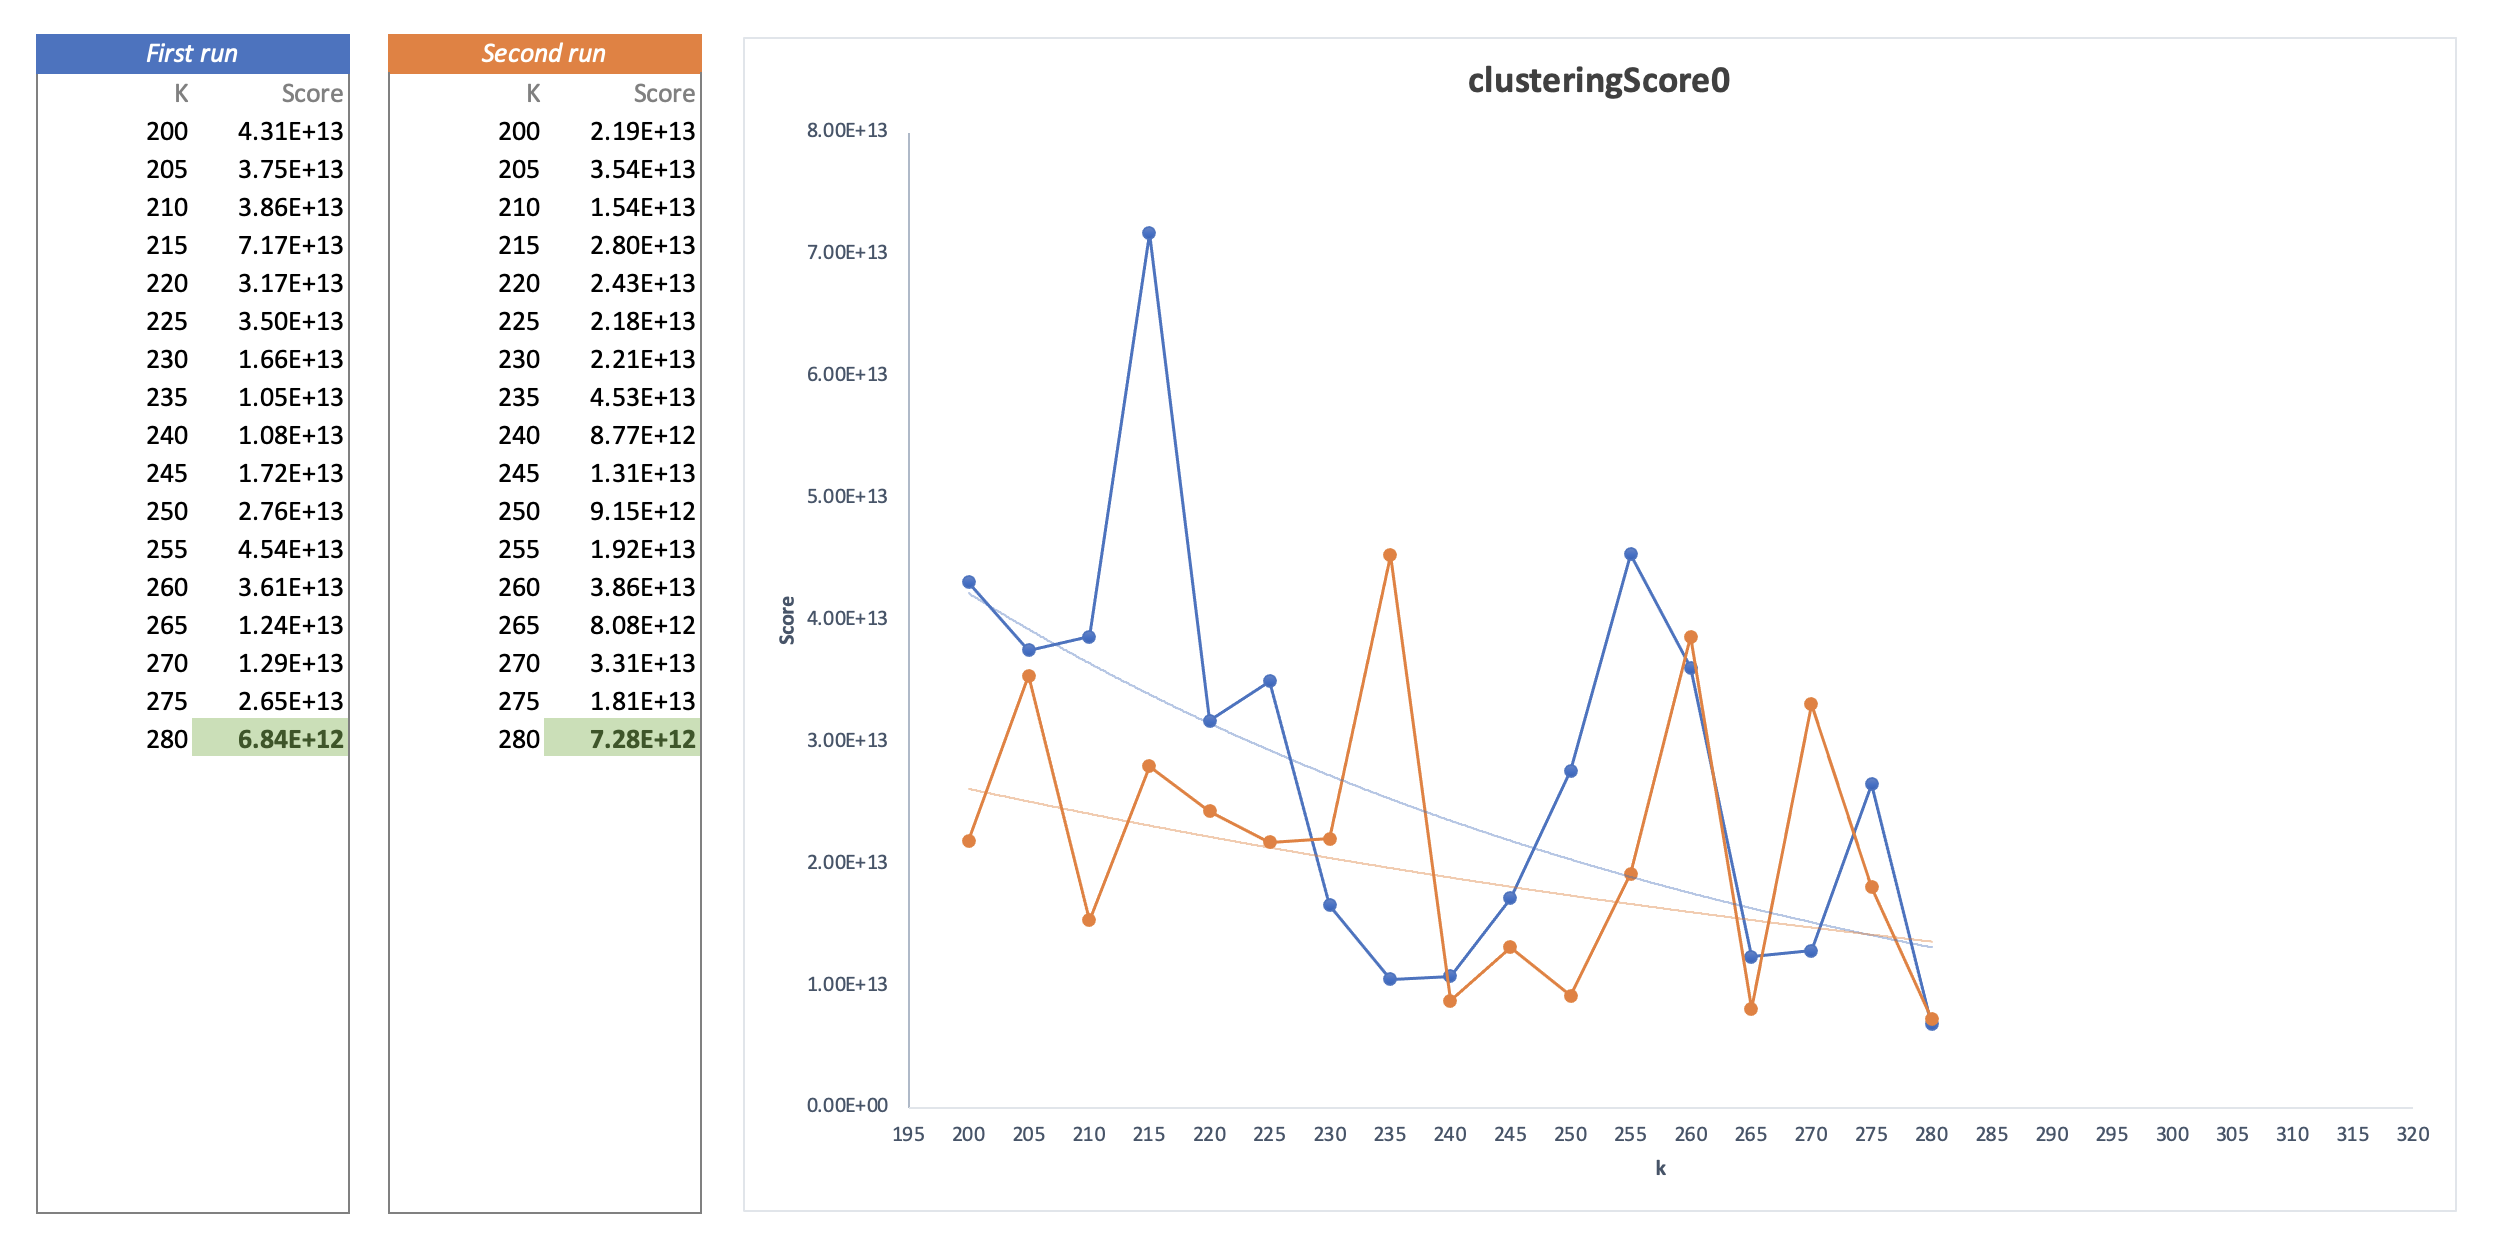 First run
K Score
200 4.31E+13
205 3.75E+13
210 3.86E+13
215 7.17E+13
220 3.17E+13
225 3.50E+13
230 1.66E+13
235 1.05E+13
240 1.08E+13
245 1.72E+13
250 2.76E+13
255 4.54E+13
260 3.61E+13
265 1.24E+13
270 1.29E+13
275 2.65E+13
280 6.84E+12
Second run
K Score
200 2.19E+13
205 3.54E+13
210 1.54E+13
215 2.80E+13
220 2.43E+13
225 2.18E+13
230 2.21E+13
235 4.53E+13
240 8.77E+12
245 1.31E+13
250 9.15E+12
255 1.92E+13
260 3.86E+13
265 8.08E+12
270 3.31E+13
275 1.81E+13
280 7.28E+12
clusteringScore0
8.00E+13
7.00E+13
6.00E+13
5.00E+13
4.00E+13
3.00E+13
2.00E+13
1.00E+13
0.00E+00
Score
195 200 205 210 215 220 225 230 235 240 245 250 255 260 265 270 275 280 285 290 295 300 305 310 315 320
k